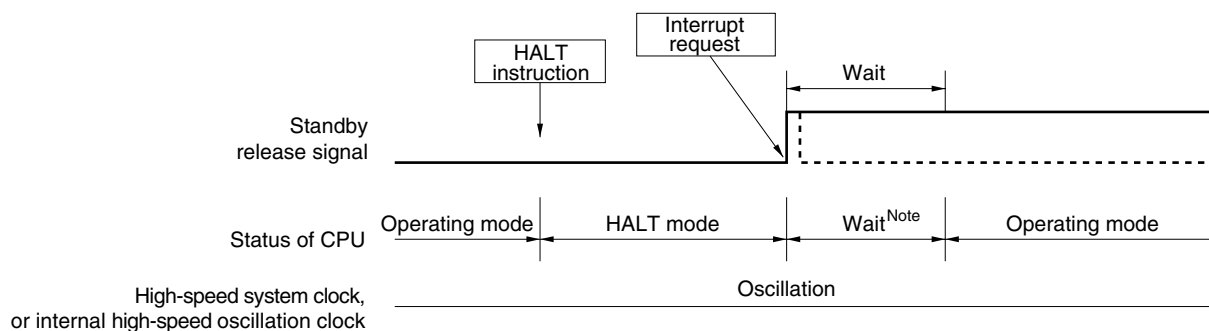 HALT
instruction
Interrupt
request
Wait
Standby
release signal
Status of CPU
Operating mode
HALT mode
WaitNote
Operating mode
High-speed system clock,
or internal high-speed oscillation clock
Oscillation